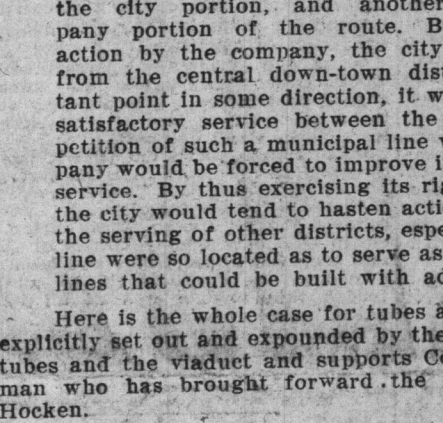 the city portion, and another
pany portion of the route. B
action by the company, the city
from the central down-town dist
tant point in some direction, it w
satisfactory service between the
petition of such a municipal line
pany would be forced to improve i
service. By thus exercising its ri
the city would tend to hasten acti
the serving of other districts, espe
line were so located as to serve as
lines that could be built with ad
Here is the whole case for tubes a
explicitly set out and expounded by the
tubes and the viaduct and supports Co
man who has brought forward .the
Hocken.